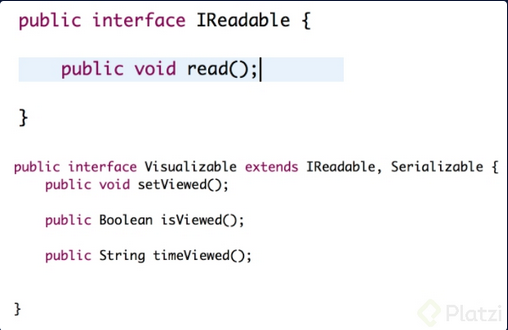 public interface IReadable {
public void read();
}
public interface Visualizable extends IReadable, Serializable {
public void setViewed();
public Boolean isViewed();
public String timeViewed();
}
Platzi